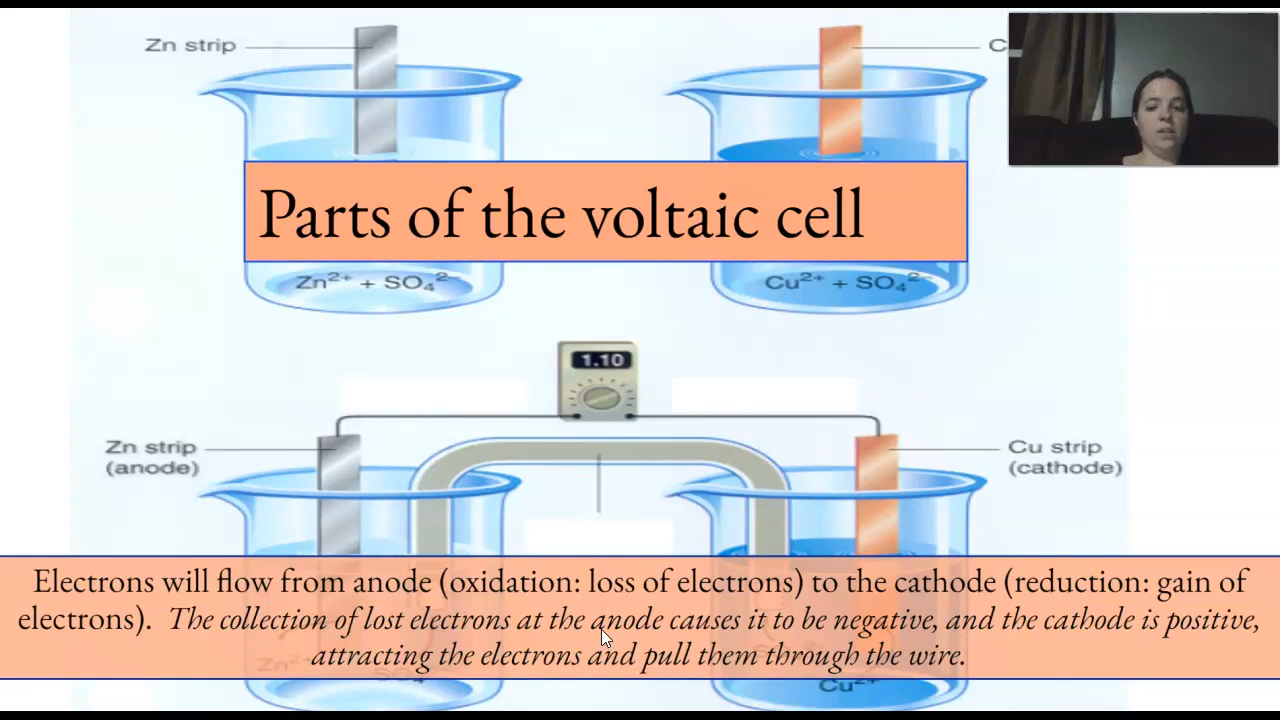 Zn strip
C
Parts of the voltaic cell
Zn²⁺ + SO₄²⁻
Cu²⁺ + SO₄²⁻
1.10
Zn strip
(anode)
Cu strip
(cathode)
Electrons will flow from anode (oxidation: loss of electrons) to the cathode (reduction: gain of
electrons). The collection of lost electrons at the anode causes it to be negative, and the cathode is positive,
attracting the electrons and pull them through the wire.
Zn²⁺
SO₄²⁻
Cu²⁺